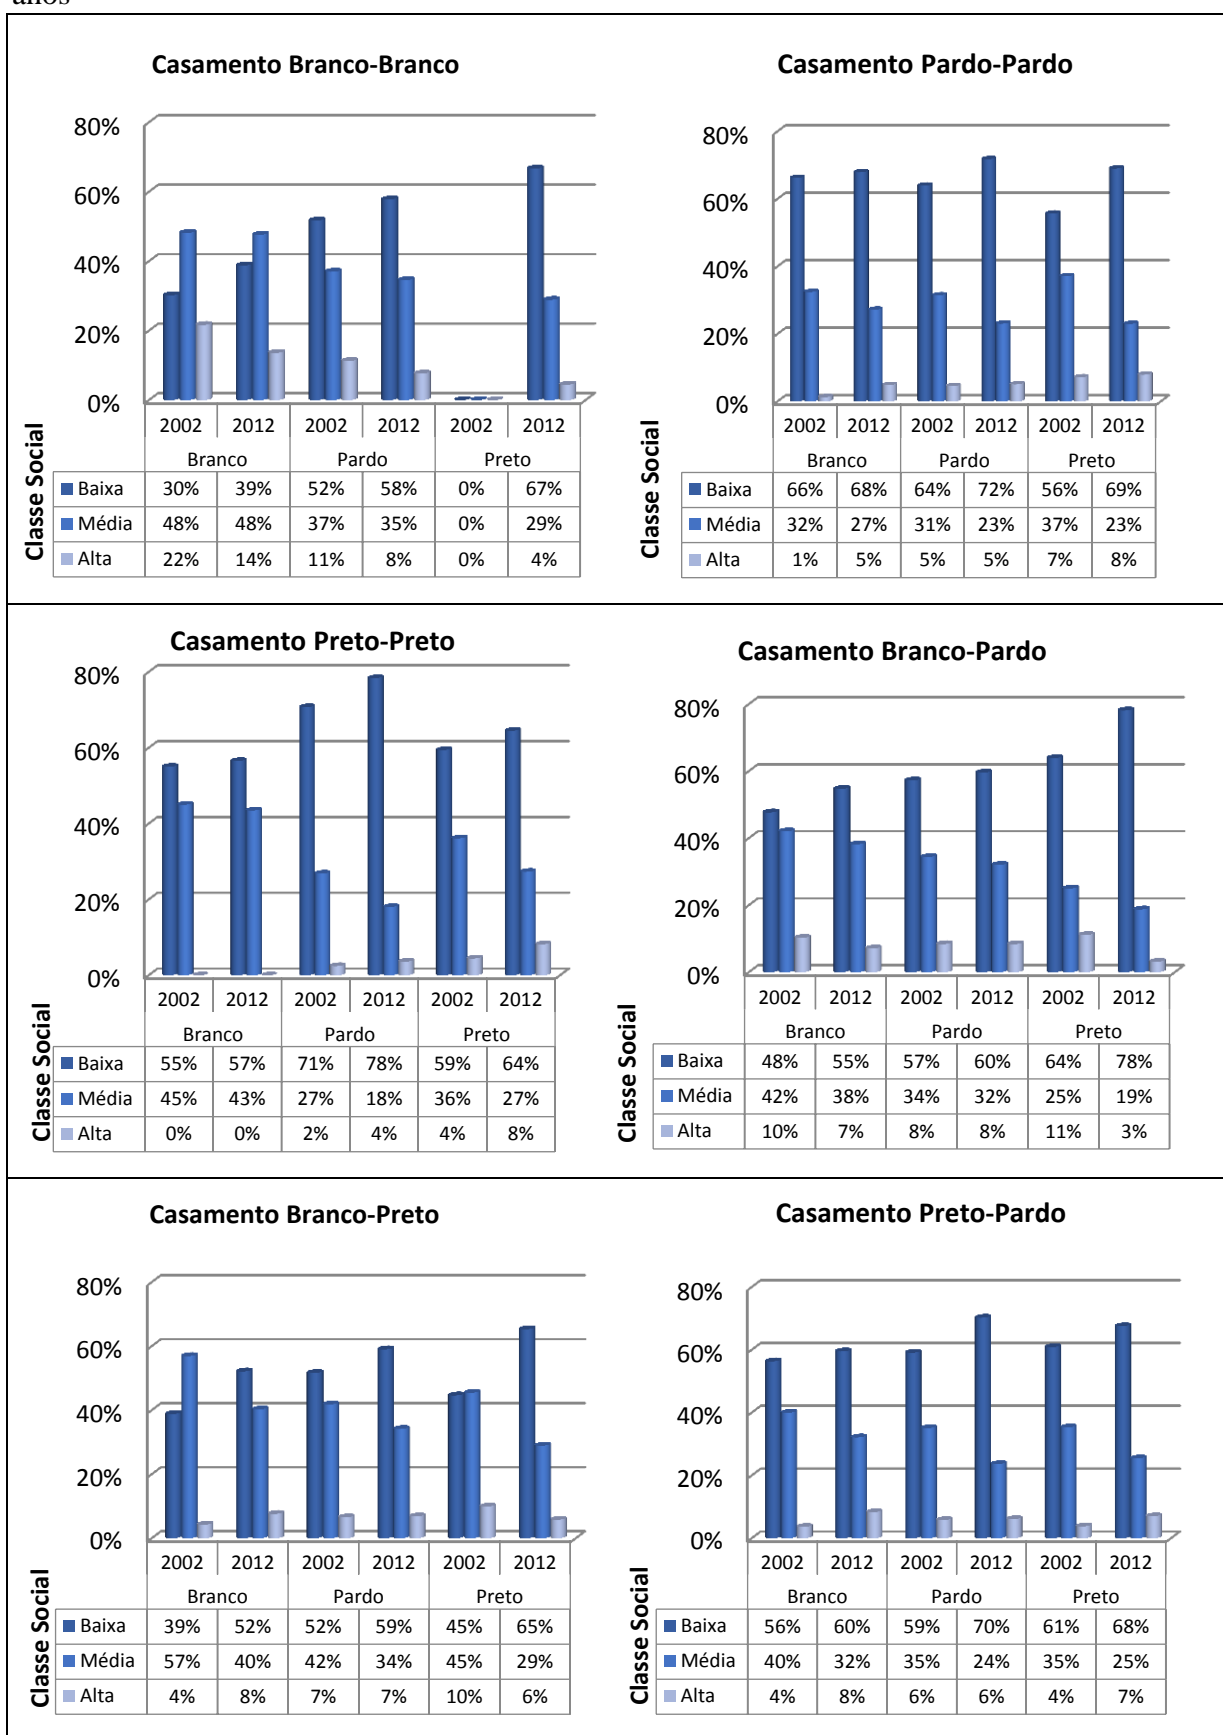 anos
Casamento Branco-Branco
80%
60%
40%
20%
0%
2002 2012 2002 2012 2002 2012
Branco Pardo Preto
Classe Social
Baixa 30% 39% 52% 58% 0% 67%
Média 48% 48% 37% 35% 0% 29%
Alta 22% 14% 11% 8% 0% 4%
Casamento Pardo-Pardo
80%
60%
40%
20%
0%
2002 2012 2002 2012 2002 2012
Branco Pardo Preto
Classe Social
Baixa 66% 68% 64% 72% 56% 69%
Média 32% 27% 31% 23% 37% 23%
Alta 1% 5% 5% 5% 7% 8%
Casamento Preto-Preto
80%
60%
40%
20%
0%
2002 2012 2002 2012 2002 2012
Branco Pardo Preto
Classe Social
Baixa 55% 57% 71% 78% 59% 64%
Média 45% 43% 27% 18% 36% 27%
Alta 0% 0% 2% 4% 4% 8%
Casamento Branco-Pardo
80%
60%
40%
20%
0%
2002 2012 2002 2012 2002 2012
Branco Pardo Preto
Classe Social
Baixa 48% 55% 57% 60% 64% 78%
Média 42% 38% 34% 32% 25% 19%
Alta 10% 7% 8% 8% 11% 3%
Casamento Branco-Preto
80%
60%
40%
20%
0%
2002 2012 2002 2012 2002 2012
Branco Pardo Preto
Classe Social
Baixa 39% 52% 52% 59% 45% 65%
Média 57% 40% 42% 34% 45% 29%
Alta 4% 8% 7% 7% 10% 6%
Casamento Preto-Pardo
80%
60%
40%
20%
0%
2002 2012 2002 2012 2002 2012
Branco Pardo Preto
Classe Social
Baixa 56% 60% 59% 70% 61% 68%
Média 40% 32% 35% 24% 35% 25%
Alta 4% 8% 6% 6% 4% 7%